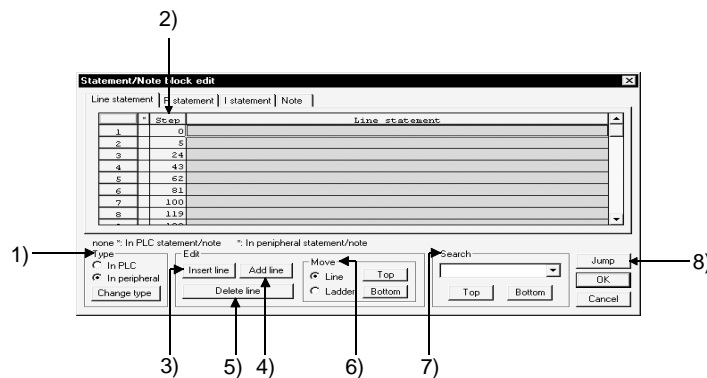 2)
Statement/Note block edit
Line statement P statement I statement Note
* Step Line statement
1 0
2 5
3 24
4 43
5 62
6 81
7 100
8 119
none *: In PLC statement/note *: In penipheral statement/note
1) Type Edit Move 7) Search
In PLC Insert line Add line Line Top Jump 8)
In peripheral Delete line Ladder Bottom OK
Change type Top Bottom Cancel
3) 5) 4) 6) 7)